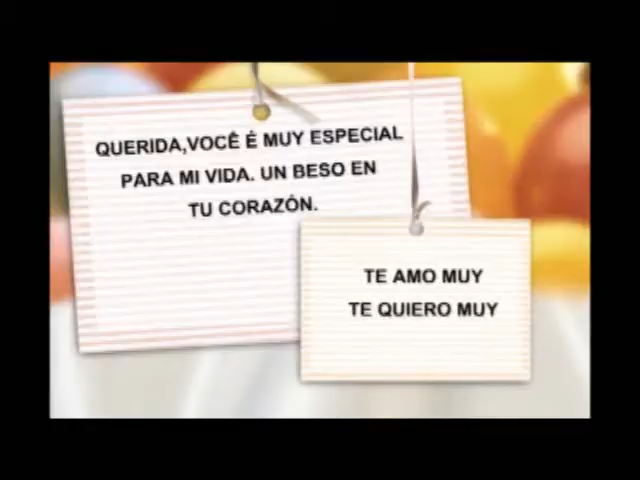 QUERIDA,VOCÊ É MUY ESPECIAL
PARA MI VIDA. UN BESO EN
TU CORAZÓN.
TE AMO MUY
TE QUIERO MUY